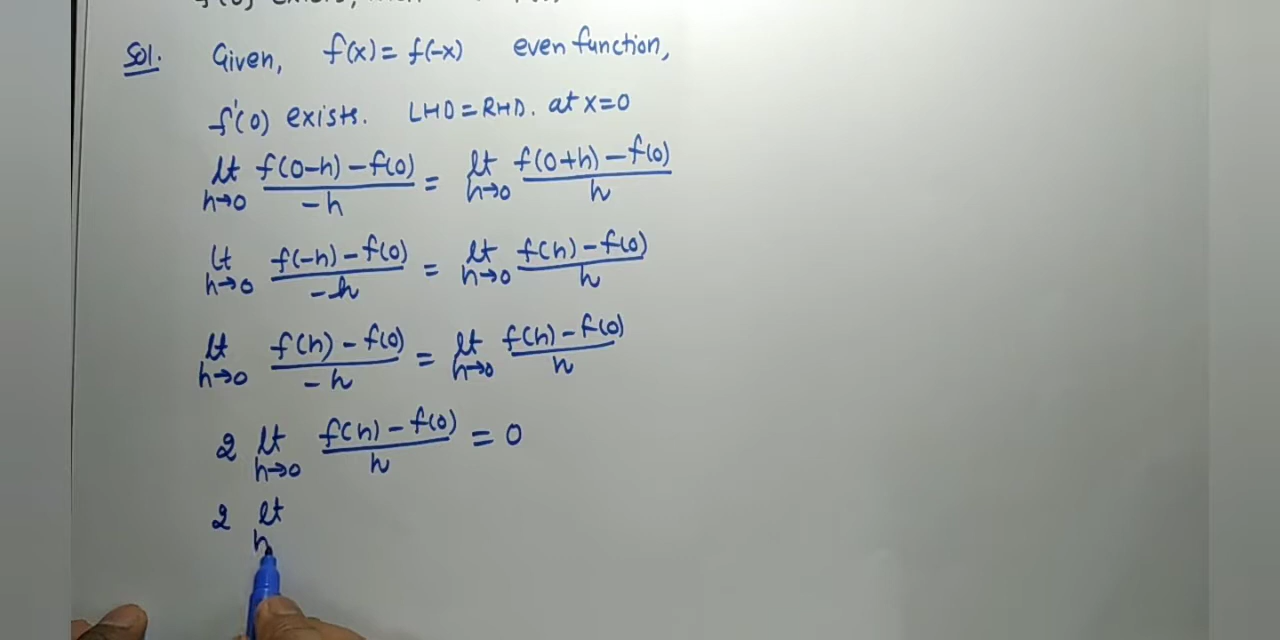 Sol. Given, f(x) = f(-x) even function,
f'(0) exists. LHD = RHD. at x=0
lt h→0 f(0-h) - f(0) / -h = lt h→0 f(0+h) - f(0) / h
lt h→0 f(-h) - f(0) / -h = lt h→0 f(h) - f(0) / h
lt h→0 f(h) - f(0) / -h = lt h→0 f(h) - f(0) / h
2 lt h→0 f(h) - f(0) / h = 0
2 lt h